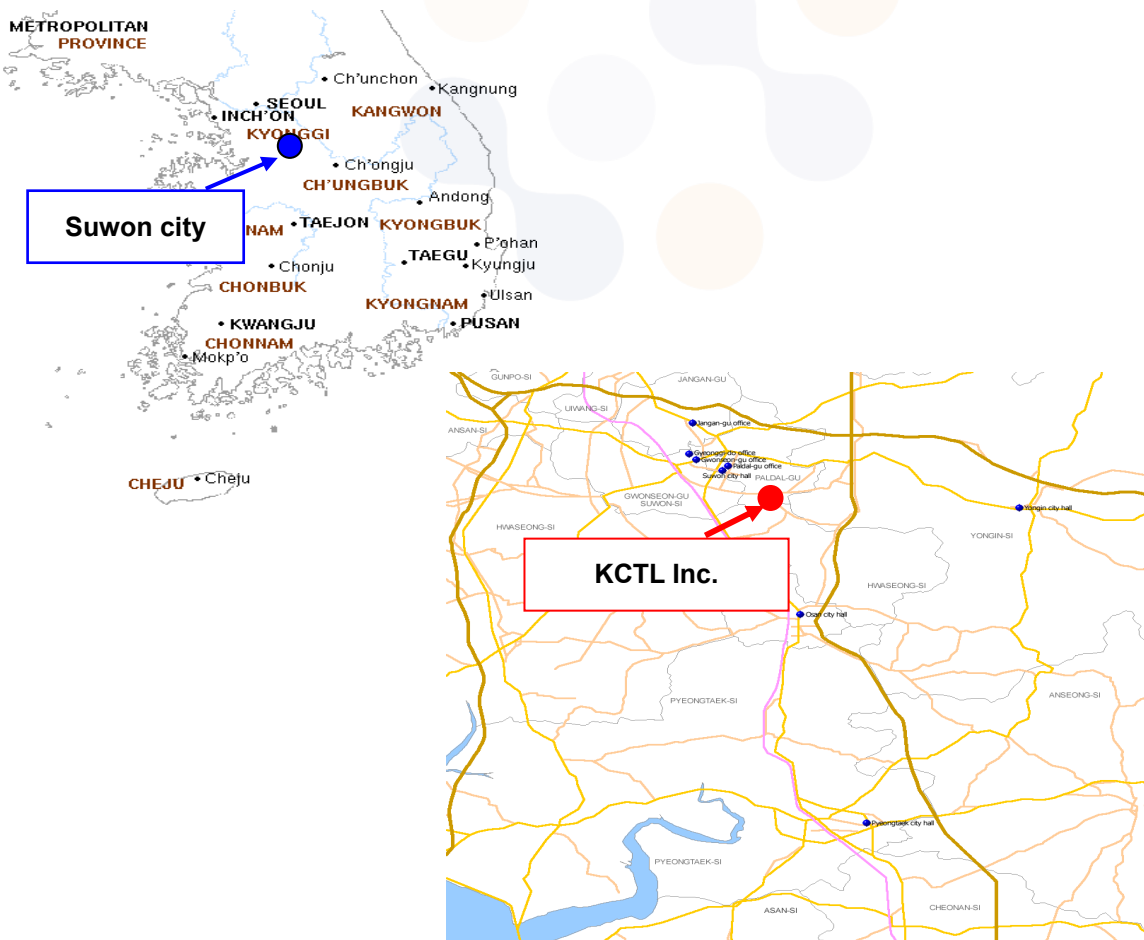 METROPOLITAN
PROVINCE
Ch'unchon
Kangnung
SEOUL
KANGWON
INCH'ON
KYONGGI
Ch'ongju
CH'UNGBUK
Andong
Suwon city
NAM
TAEJON
KYONGBUK
P'ohan
TAEGU
Kyungju
Chonju
CHONBUK
Ulsan
KYONGNAM
KWANGJU
PUSAN
CHONNAM
Mokp'o
CHEJU
Cheju
GUNPO-SI
JANGAN-GU
UIWANG-SI
Jangan-gu office
ANSAN-SI
Gyeonggi-do office
Gwonseon-gu office
Paldal-gu office
Suwon city hall
PALDAL-GU
GWONSEON-GU
SUWON-SI
Yongin city hall
HWASEONG-SI
YONGIN-SI
KCTL Inc.
HWASEONG-SI
Osan city hall
PYEONGTAEK-SI
ANSEONG-SI
Pyeongtaek city hall
PYEONGTAEK-SI
ASAN-SI
CHEONAN-SI